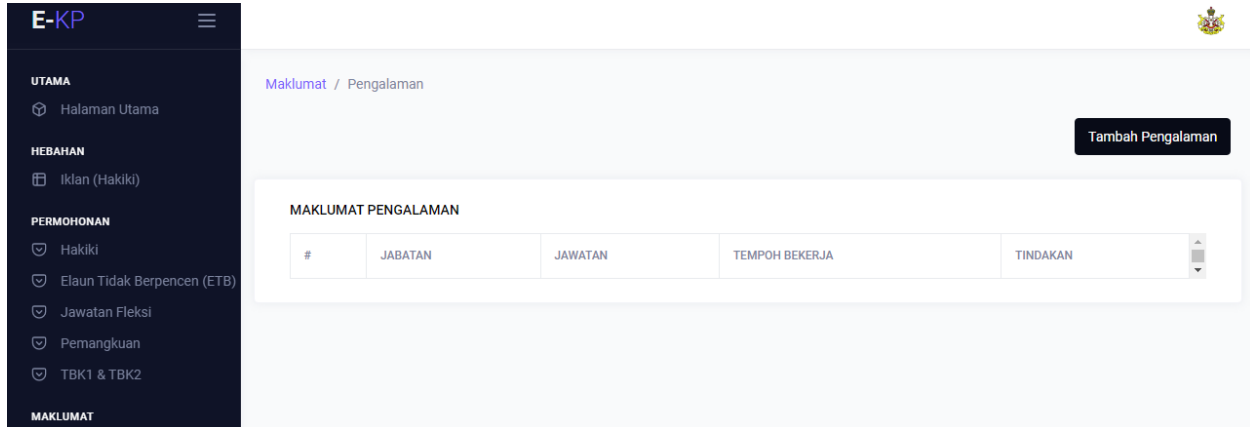 E-KP
UTAMA
Halaman Utama
HEBAHAN
Iklan (Hakiki)
PERMOHONAN
Hakiki
Elaun Tidak Berpencen (ETB)
Jawatan Fleksi
Pemangkuan
TBK1 & TBK2
MAKLUMAT
Maklumat / Pengalaman
Tambah Pengalaman
MAKLUMAT PENGALAMAN
# JABATAN JAWATAN TEMPOH BEKERJA TINDAKAN